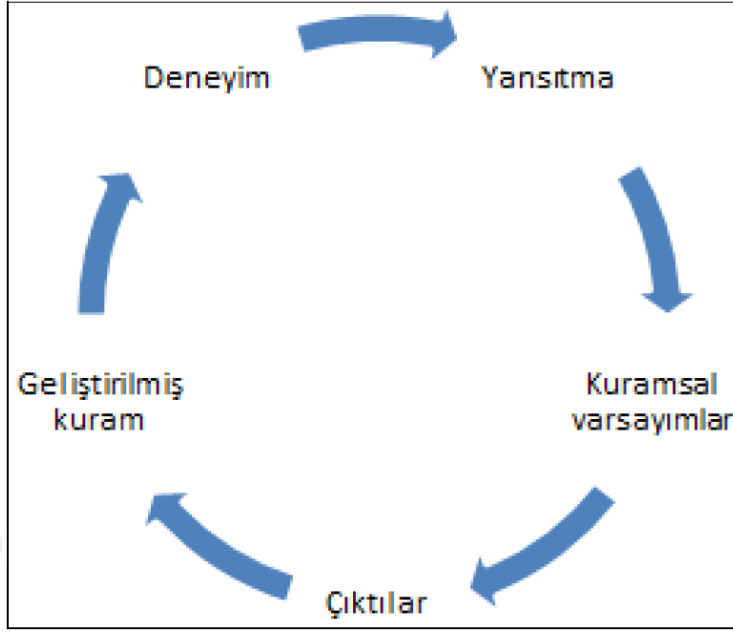 Deneyim
Yansıtma
Kuramsal
varsayımlar
Çıktılar
Geliştirilmiş
kuram